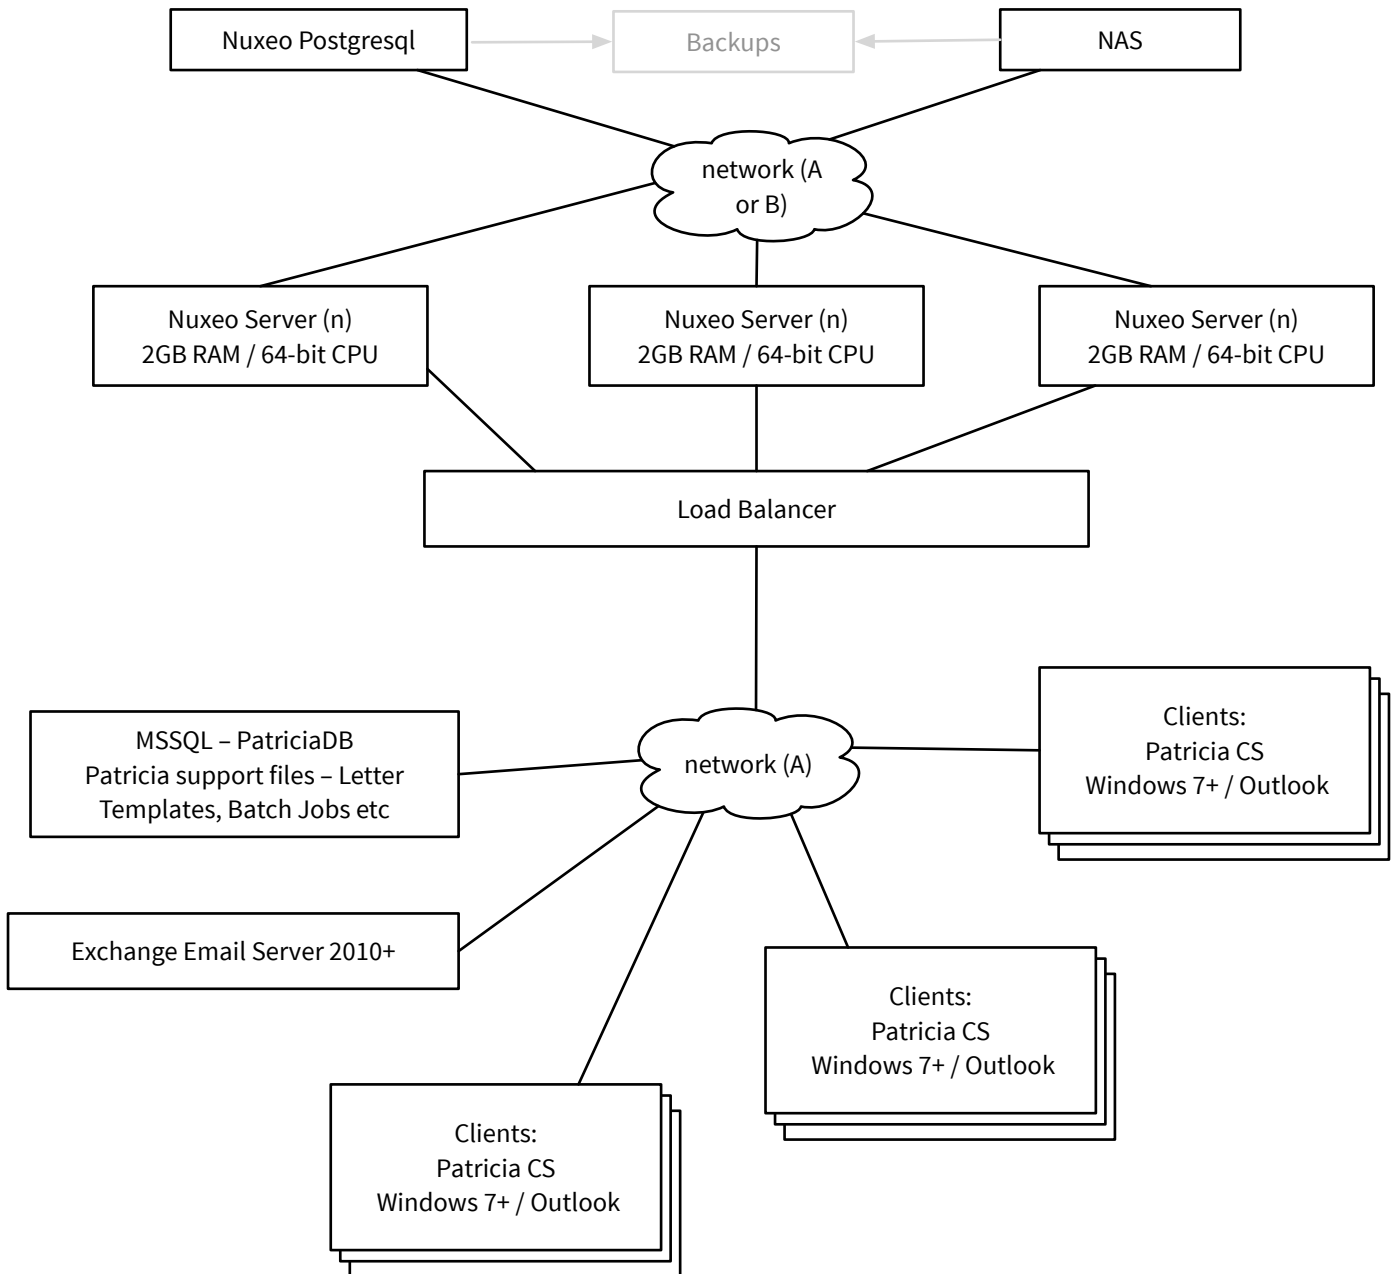 Nuxeo Postgresql
Backups
NAS
network (A
or B)
Nuxeo Server (n)
2GB RAM / 64-bit CPU
Nuxeo Server (n)
2GB RAM / 64-bit CPU
Nuxeo Server (n)
2GB RAM / 64-bit CPU
Load Balancer
Clients:
Patricia CS
Windows 7+ / Outlook
MSSQL – PatriciaDB
Patricia support files – Letter
Templates, Batch Jobs etc
network (A)
Exchange Email Server 2010+
Clients:
Patricia CS
Windows 7+ / Outlook
Clients:
Patricia CS
Windows 7+ / Outlook